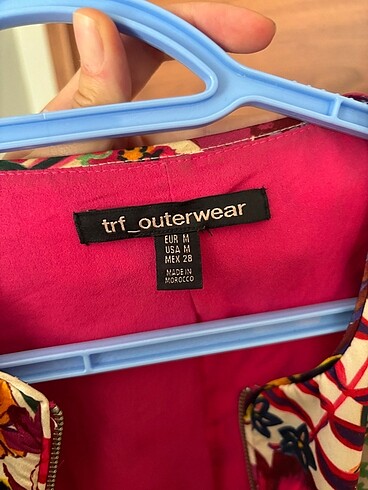 trf_outerwear
EUR M
USA M
MEX 28
MADE IN
MOROCCO